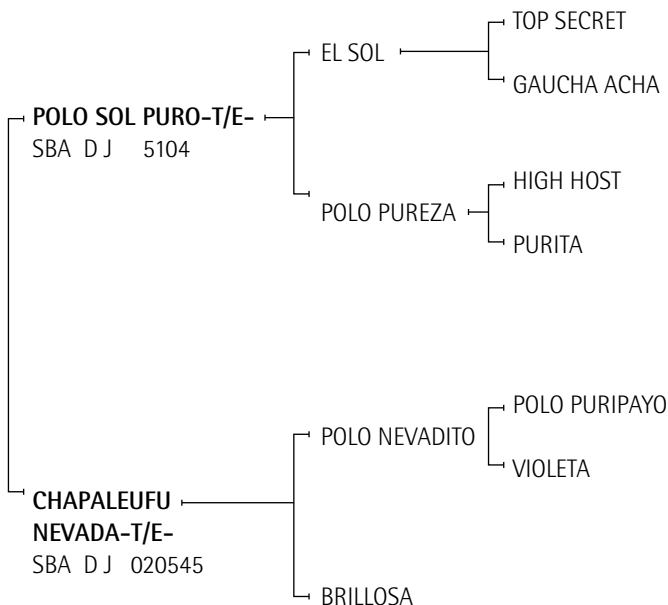 TOP SECRET
EL SOL
GAUCHA ACHA
POLO SOL PURO-T/E-
SBA D J 5104
HIGH HOST
POLO PUREZA
PURITA
POLO PURIPAYO
POLO NEVADITO
VIOLETA
CHAPALEUFU
NEVADA-T/E-
SBA D J 020545
BRILLOSA